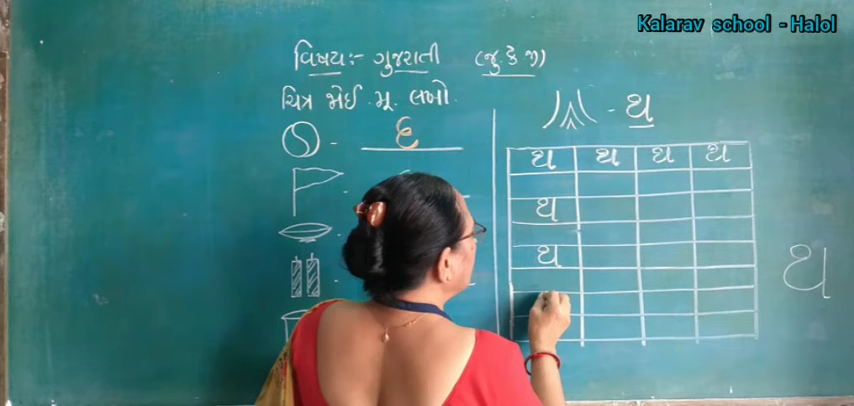 Kalarav school - Halol
વિષય:- ગુજરાતી (જુ. કે જી)
ચિત્ર જોઈ મૂ. લખો.
- દ
- થ
થ થ થ થ
થ
થ
થ